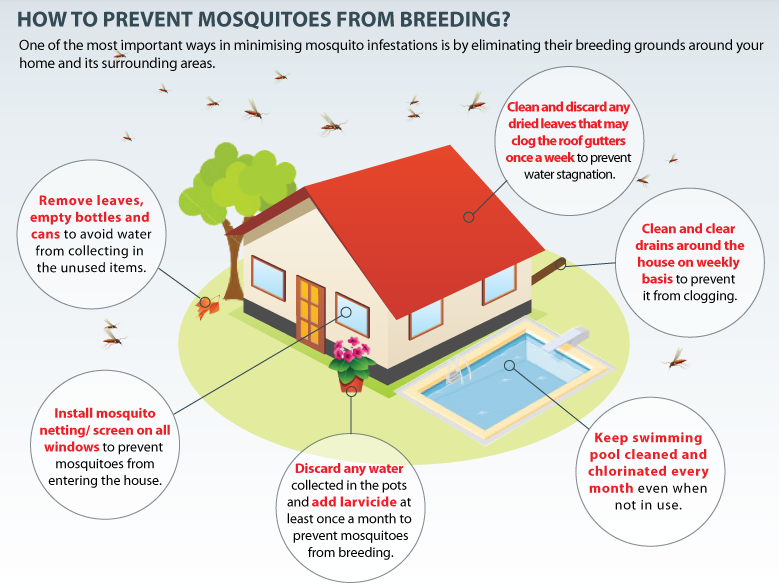 HOW TO PREVENT MOSQUITOES FROM BREEDING?
One of the most important ways in minimising mosquito infestations is by eliminating their breeding grounds around your
home and its surrounding areas.
Clean and discard any
dried leaves that may
clog the roof gutters
once a week to prevent
water stagnation.
Remove leaves,
empty bottles and
cans to avoid water
from collecting in
the unused items.
Clean and clear
drains around the
house on weekly
basis to prevent
it from clogging.
Install mosquito
netting/ screen on all
windows to prevent
mosquitoes from
entering the house.
Discard any water
collected in the pots
and add larvicide at
least once a month to
prevent mosquitoes
from breeding.
Keep swimming
pool cleaned and
chlorinated every
month even when
not in use.